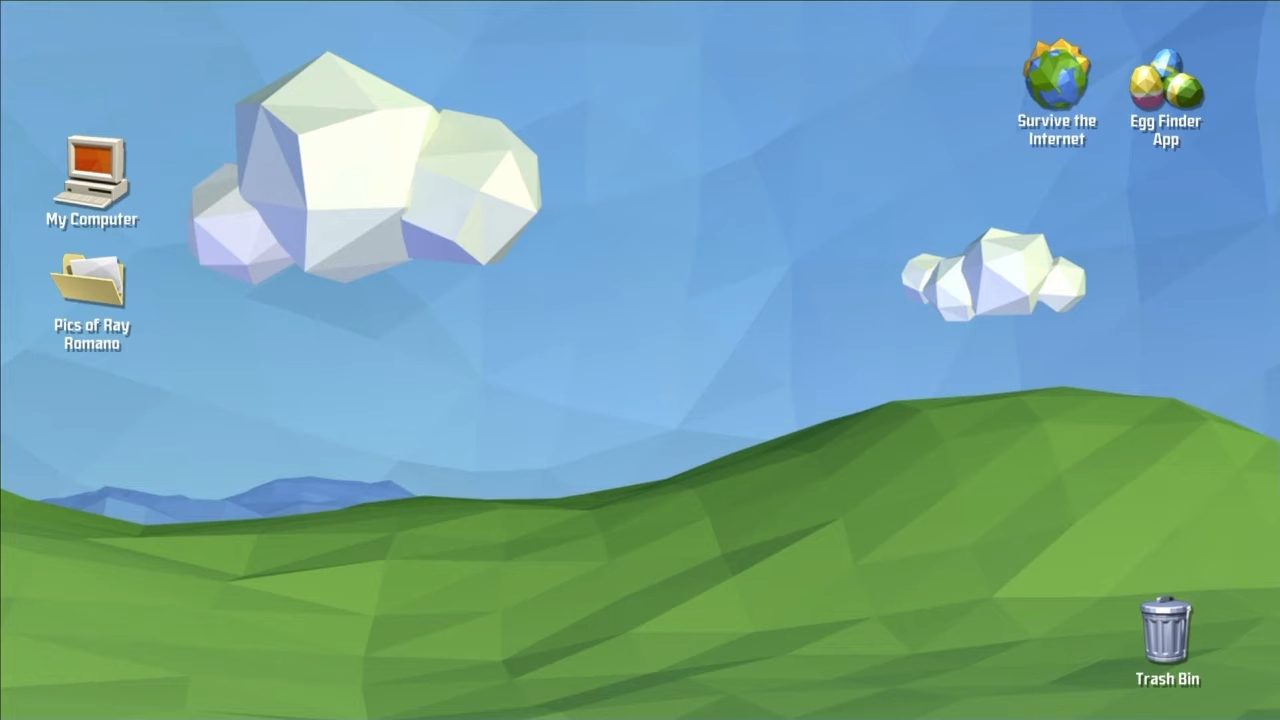 Survive the
Internet
Egg Finder
App
My Computer
Pics of Ray
Romano
Trash Bin